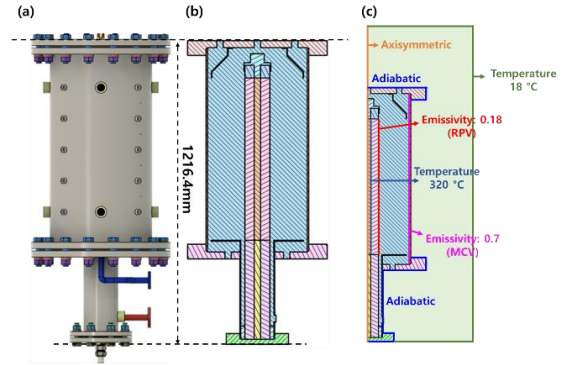 (a)
(b)
(c)
1216.4mm
Axisymmetric
Adiabatic
Temperature
18 °C
Emissivity: 0.18
(RPV)
Temperature
320 °C
Emissivity: 0.7
(MCV)
Adiabatic